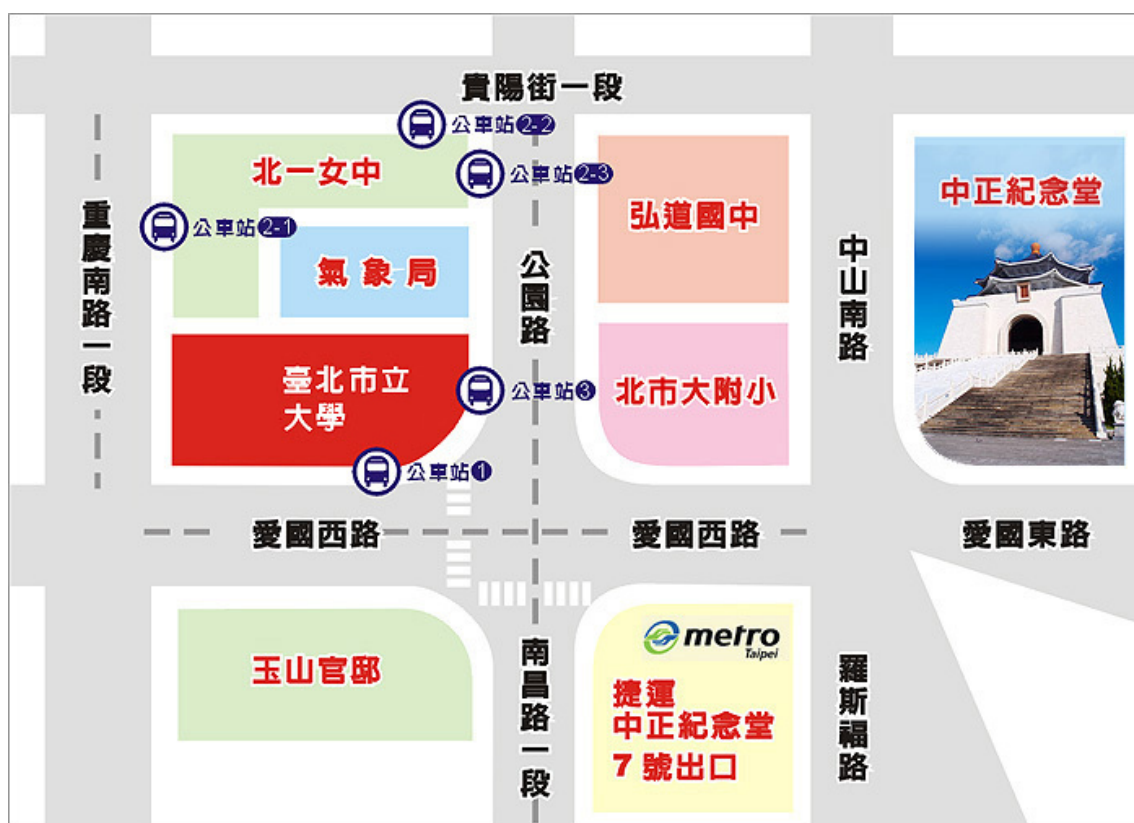 貴陽街一段
公車站2-2
北一女中
公車站2-3
中正紀念堂
弘道國中
公車站2-1
重慶南路一段
氣象局
公園路
中山南路
臺北市立
大學
公車站3
北市大附小
公車站1
愛國西路
愛國西路
愛國東路
metro
Taipei
玉山官邸
南昌路一段
捷運
中正紀念堂
7號出口
羅斯福路